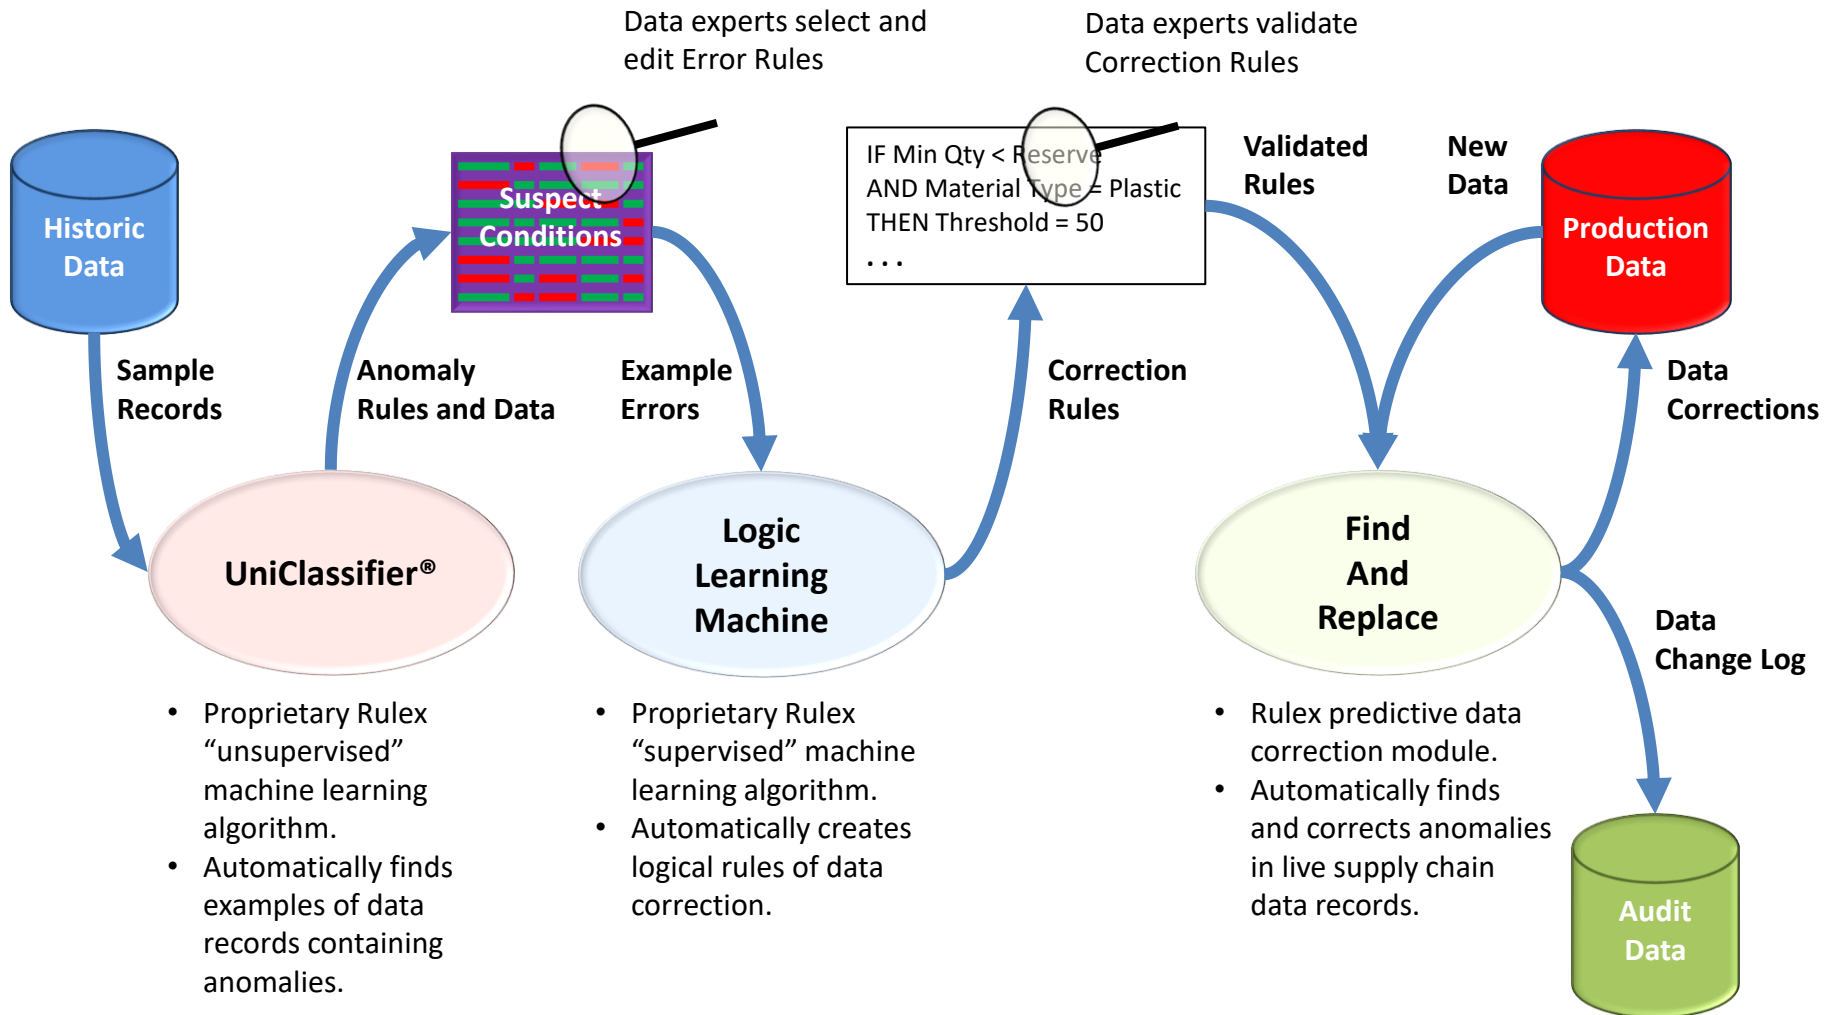 Data experts select and
edit Error Rules
Data experts validate
Correction Rules
Historic
Data
Suspect
Conditions
IF Min Qty < Reserve
AND Material Type = Plastic
THEN Threshold = 50
. . .
Validated
Rules
New
Data
Production
Data
Sample
Records
Anomaly
Rules and Data
Example
Errors
Correction
Rules
Data
Corrections
UniClassifier®
Logic
Learning
Machine
Find
And
Replace
Data
Change Log
• Proprietary Rulex
“unsupervised”
machine learning
algorithm.
• Automatically finds
examples of data
records containing
anomalies.
• Proprietary Rulex
“supervised” machine
learning algorithm.
• Automatically creates
logical rules of data
correction.
• Rulex predictive data
correction module.
• Automatically finds
and corrects anomalies
in live supply chain
data records.
Audit
Data